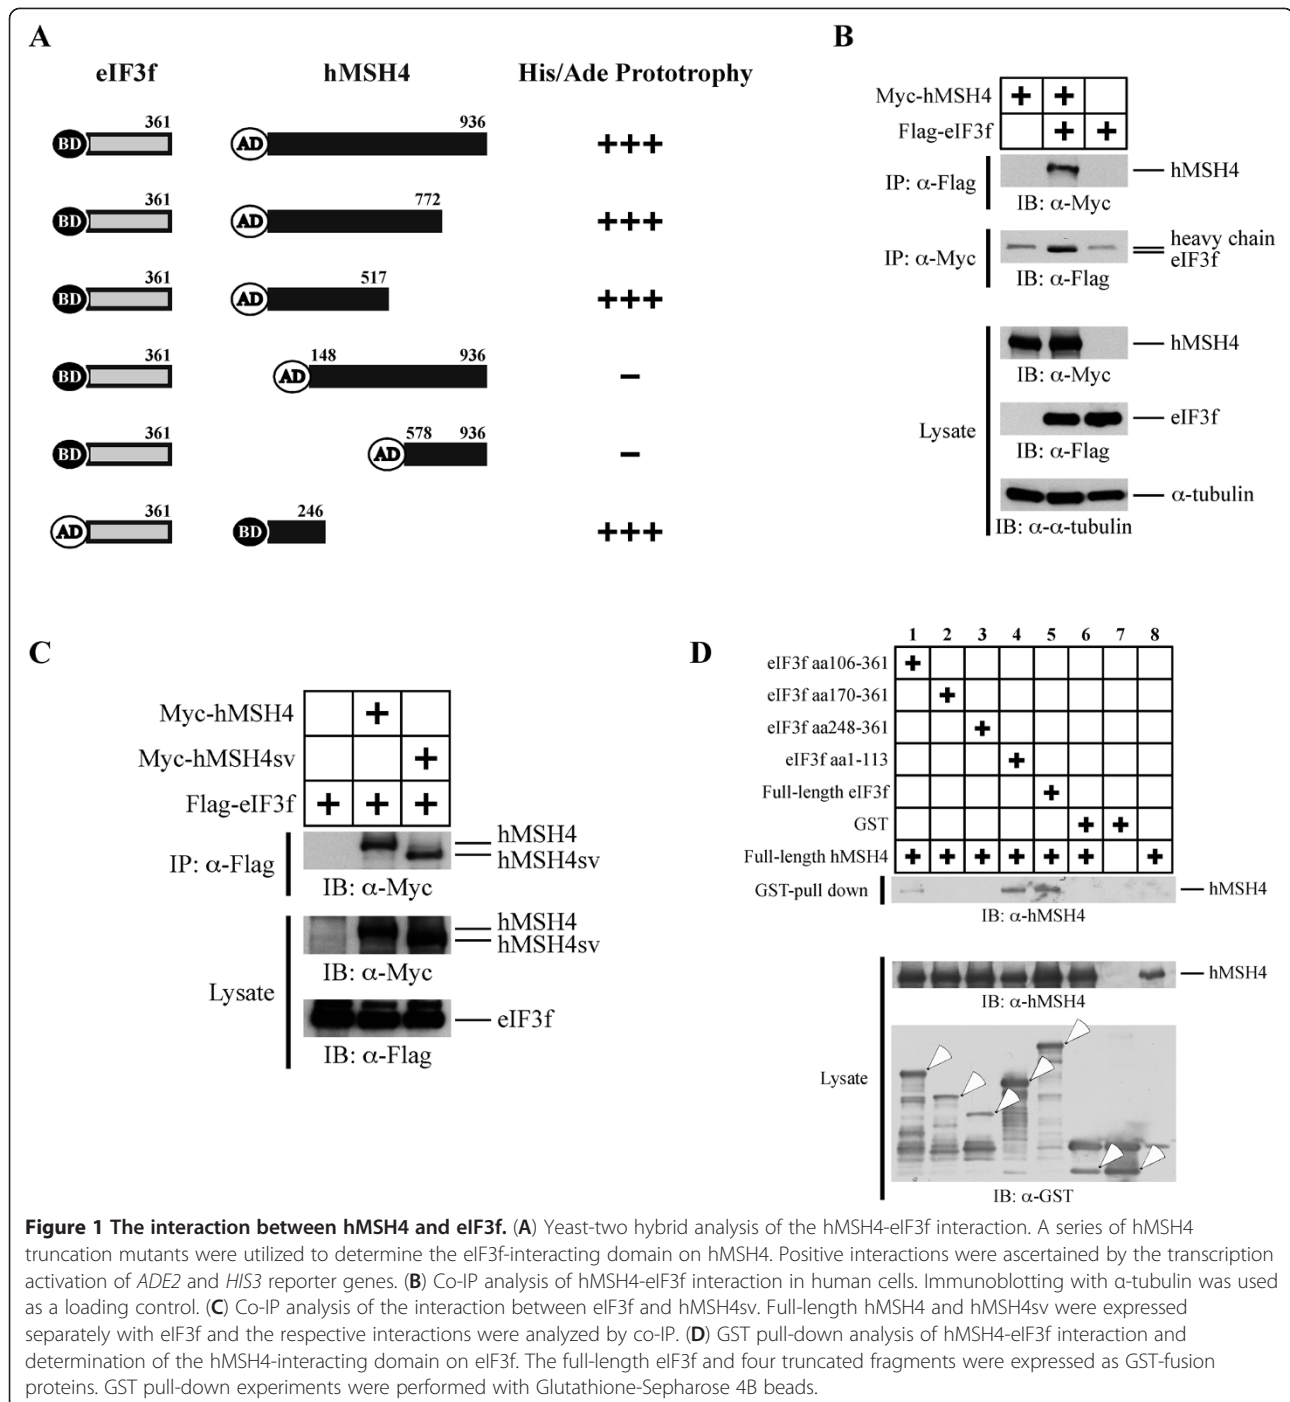 A
eIF3f hMSH4 His/Ade Prototrophy
BD 361 AD 936 +++
BD 361 AD 772 +++
BD 361 AD 517 +++
BD 361 AD 148 936 −
BD 361 AD 578 936 −
AD 361 BD 246 +++
B
Myc-hMSH4 + +
Flag-eIF3f + +
IP: α-Flag hMSH4
IB: α-Myc
IP: α-Myc heavy chain
eIF3f
IB: α-Flag
Lysate
hMSH4
IB: α-Myc
eIF3f
IB: α-Flag
α-tubulin
IB: α-α-tubulin
C
Myc-hMSH4 +
Myc-hMSH4sv +
Flag-eIF3f + + +
IP: α-Flag hMSH4
hMSH4sv
IB: α-Myc
Lysate
hMSH4
hMSH4sv
IB: α-Myc
eIF3f
IB: α-Flag
D
1 2 3 4 5 6 7 8
eIF3f aa106-361 +
eIF3f aa170-361 +
eIF3f aa248-361 +
eIF3f aa1-113 +
Full-length eIF3f +
GST + +
Full-length hMSH4 + + + + + + +
GST-pull down hMSH4
IB: α-hMSH4
hMSH4
IB: α-hMSH4
Lysate
IB: α-GST
Figure 1 The interaction between hMSH4 and eIF3f. (A) Yeast-two hybrid analysis of the hMSH4-eIF3f interaction. A series of hMSH4
truncation mutants were utilized to determine the eIF3f-interacting domain on hMSH4. Positive interactions were ascertained by the transcription
activation of ADE2 and HIS3 reporter genes. (B) Co-IP analysis of hMSH4-eIF3f interaction in human cells. Immunoblotting with α-tubulin was used
as a loading control. (C) Co-IP analysis of the interaction between eIF3f and hMSH4sv. Full-length hMSH4 and hMSH4sv were expressed
separately with eIF3f and the respective interactions were analyzed by co-IP. (D) GST pull-down analysis of hMSH4-eIF3f interaction and
determination of the hMSH4-interacting domain on eIF3f. The full-length eIF3f and four truncated fragments were expressed as GST-fusion
proteins. GST pull-down experiments were performed with Glutathione-Sepharose 4B beads.